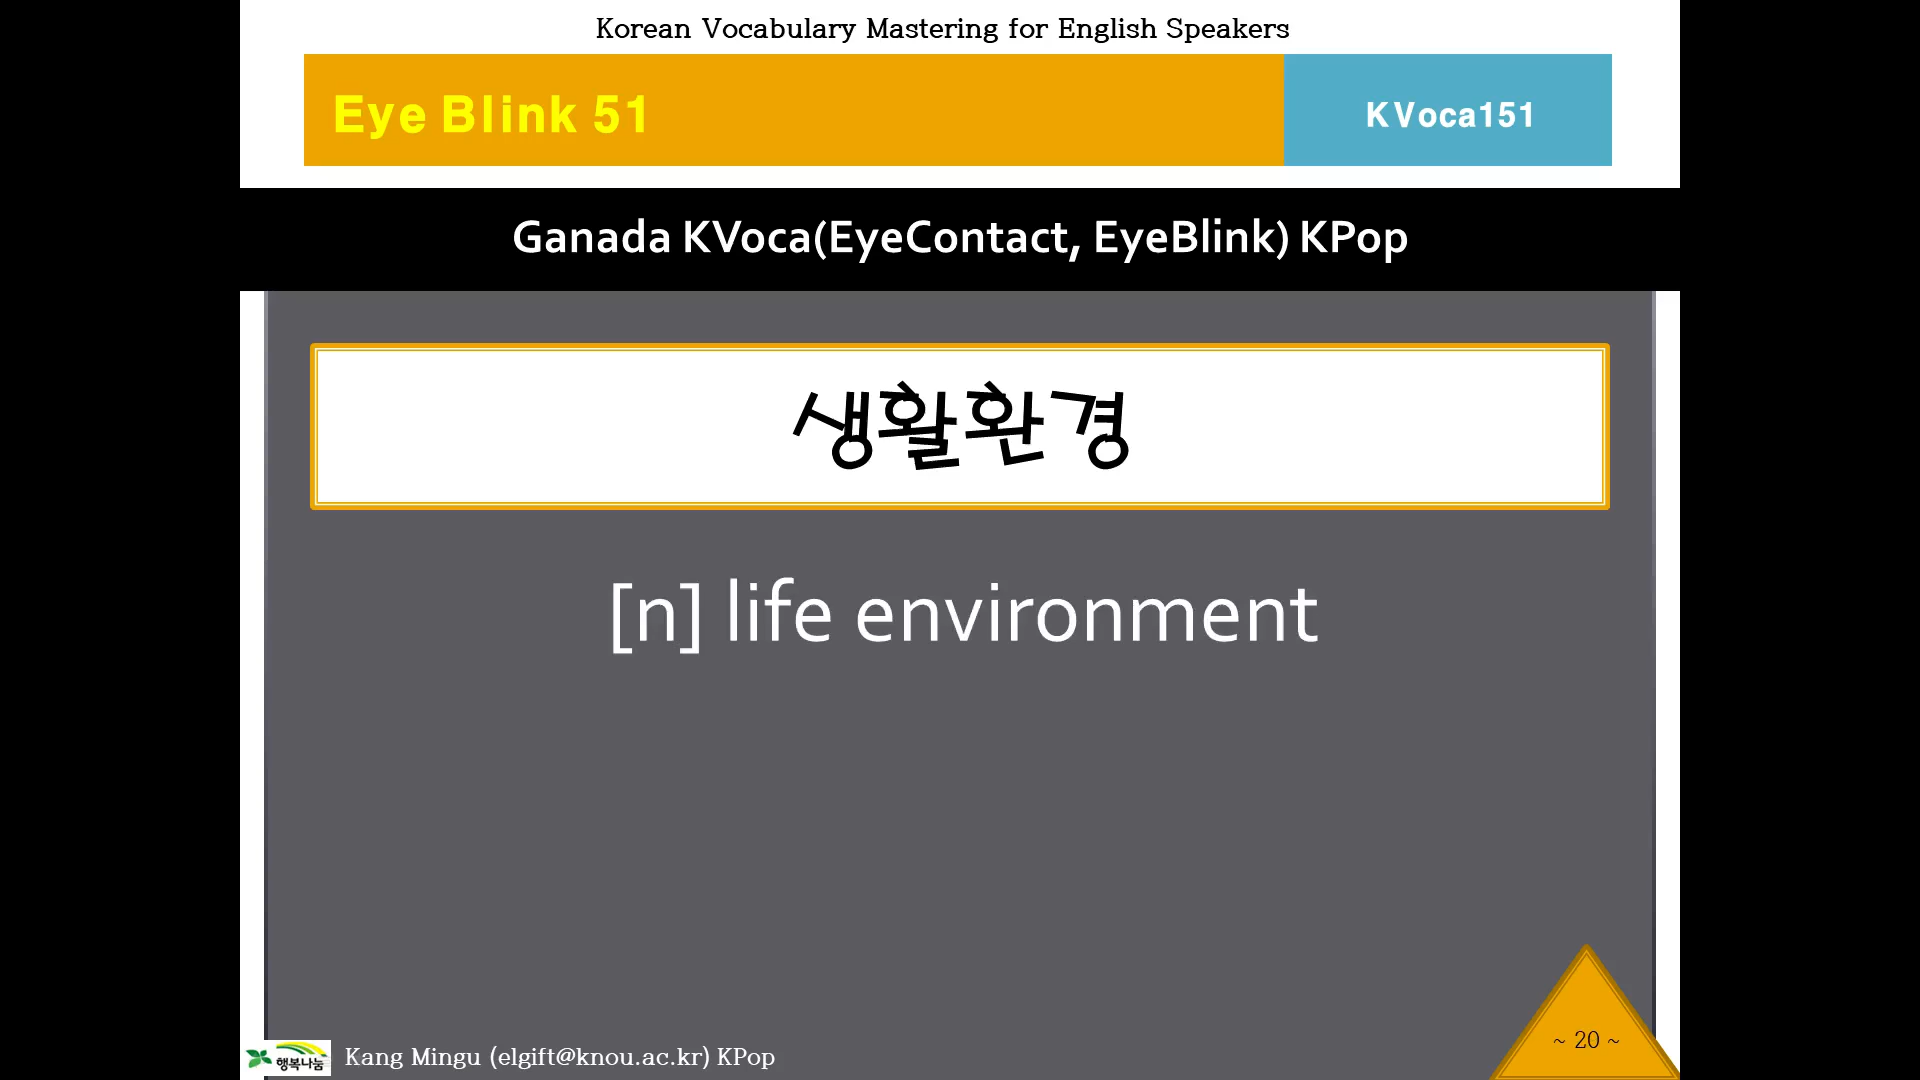 Korean Vocabulary Mastering for English Speakers
Eye Blink 51
KVoca151
Ganada KVoca(EyeContact, EyeBlink) KPop
생활환경
[n] life environment
행복나눔
Kang Mingu (elgift@knou.ac.kr) KPop
~ 20 ~